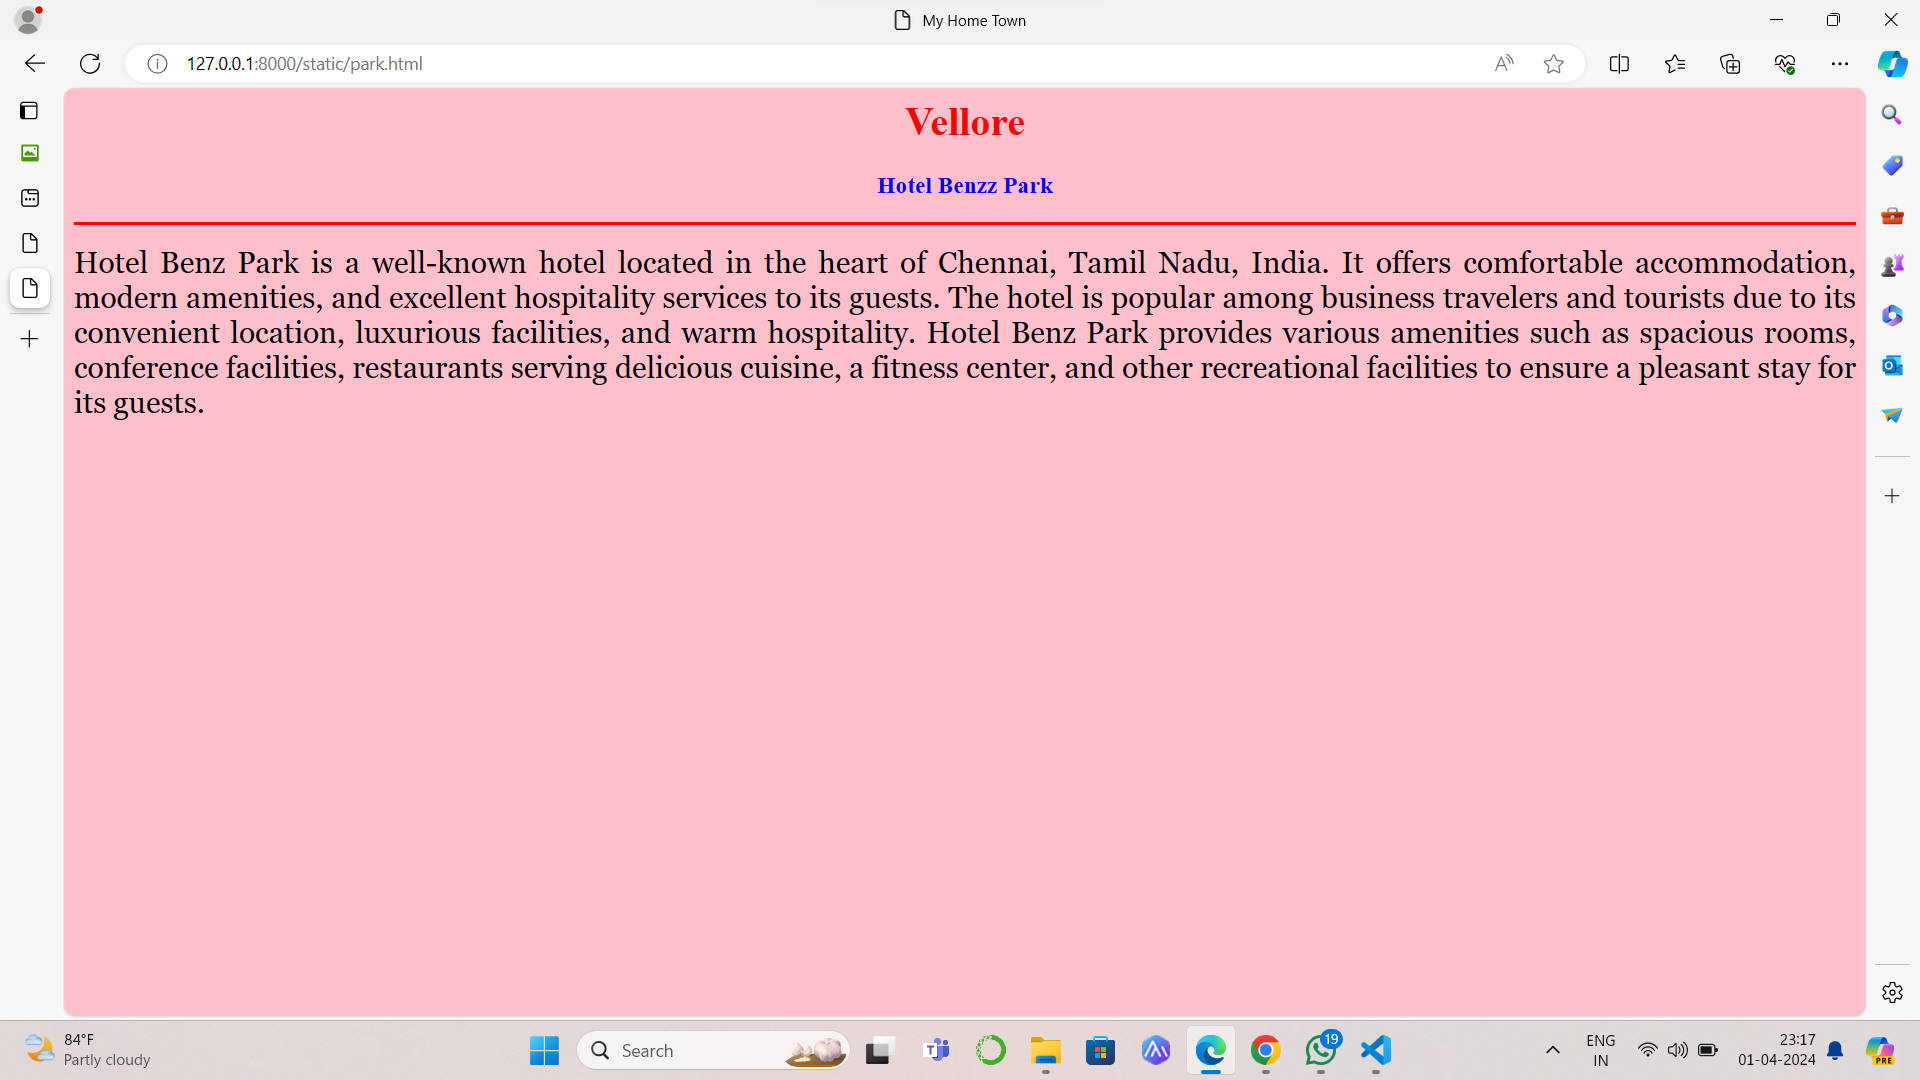 My Home Town
127.0.0.1:8000/static/park.html
Vellore
Hotel Benzz Park
Hotel Benz Park is a well-known hotel located in the heart of Chennai, Tamil Nadu, India. It offers comfortable accommodation,
modern amenities, and excellent hospitality services to its guests. The hotel is popular among business travelers and tourists due to its
convenient location, luxurious facilities, and warm hospitality. Hotel Benz Park provides various amenities such as spacious rooms,
conference facilities, restaurants serving delicious cuisine, a fitness center, and other recreational facilities to ensure a pleasant stay for
its guests.
84°F
Partly cloudy
Search
19
ENG
IN
23:17
01-04-2024
PRE